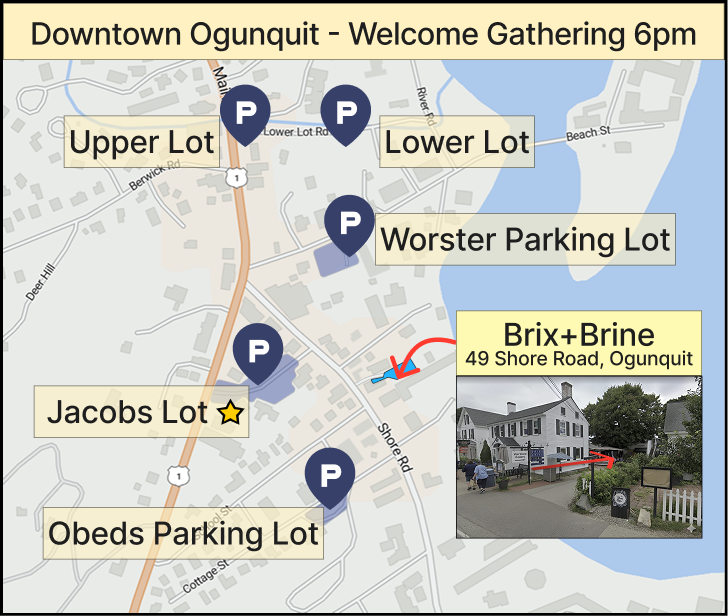 Downtown Ogunquit - Welcome Gathering 6pm
Main
P
P
Upper Lot
Lower Lot Rd
River Rd
Lower Lot
Beach St
Berwick Rd
1
P
Worster Parking Lot
Deer Hill
Brix+Brine
49 Shore Road, Ogunquit
P
Jacobs Lot
Shore Rd
1
P
School St
Obeds Parking Lot
Cottage St